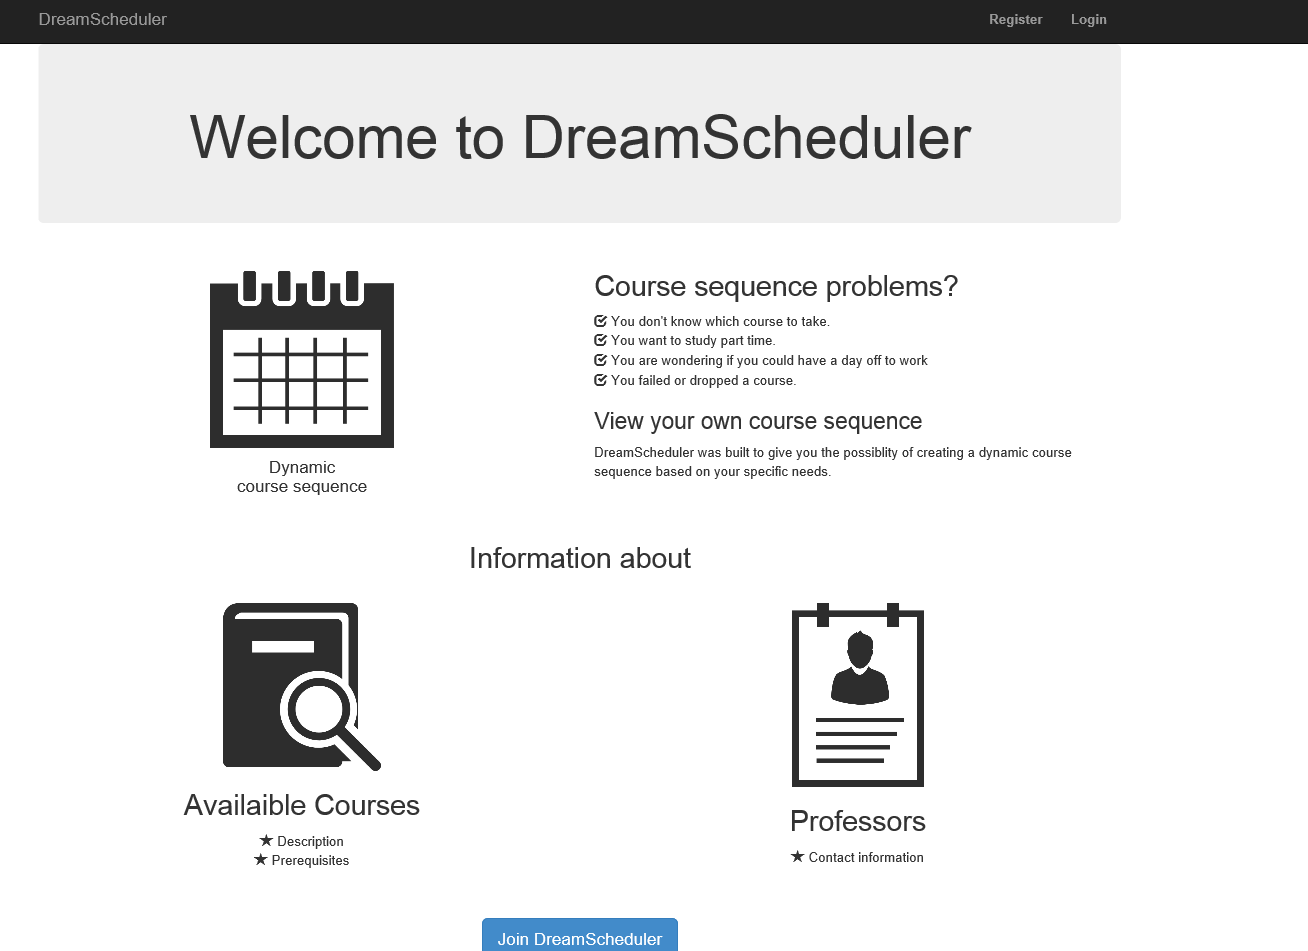 DreamScheduler
Register
Login
Welcome to DreamScheduler
Dynamic
course sequence
Course sequence problems?
You don't know which course to take.
You want to study part time.
You are wondering if you could have a day off to work
You failed or dropped a course.
View your own course sequence
DreamScheduler was built to give you the possiblity of creating a dynamic course
sequence based on your specific needs.
Information about
Availaible Courses
★ Description
★ Prerequisites
Professors
★ Contact information
Join DreamScheduler